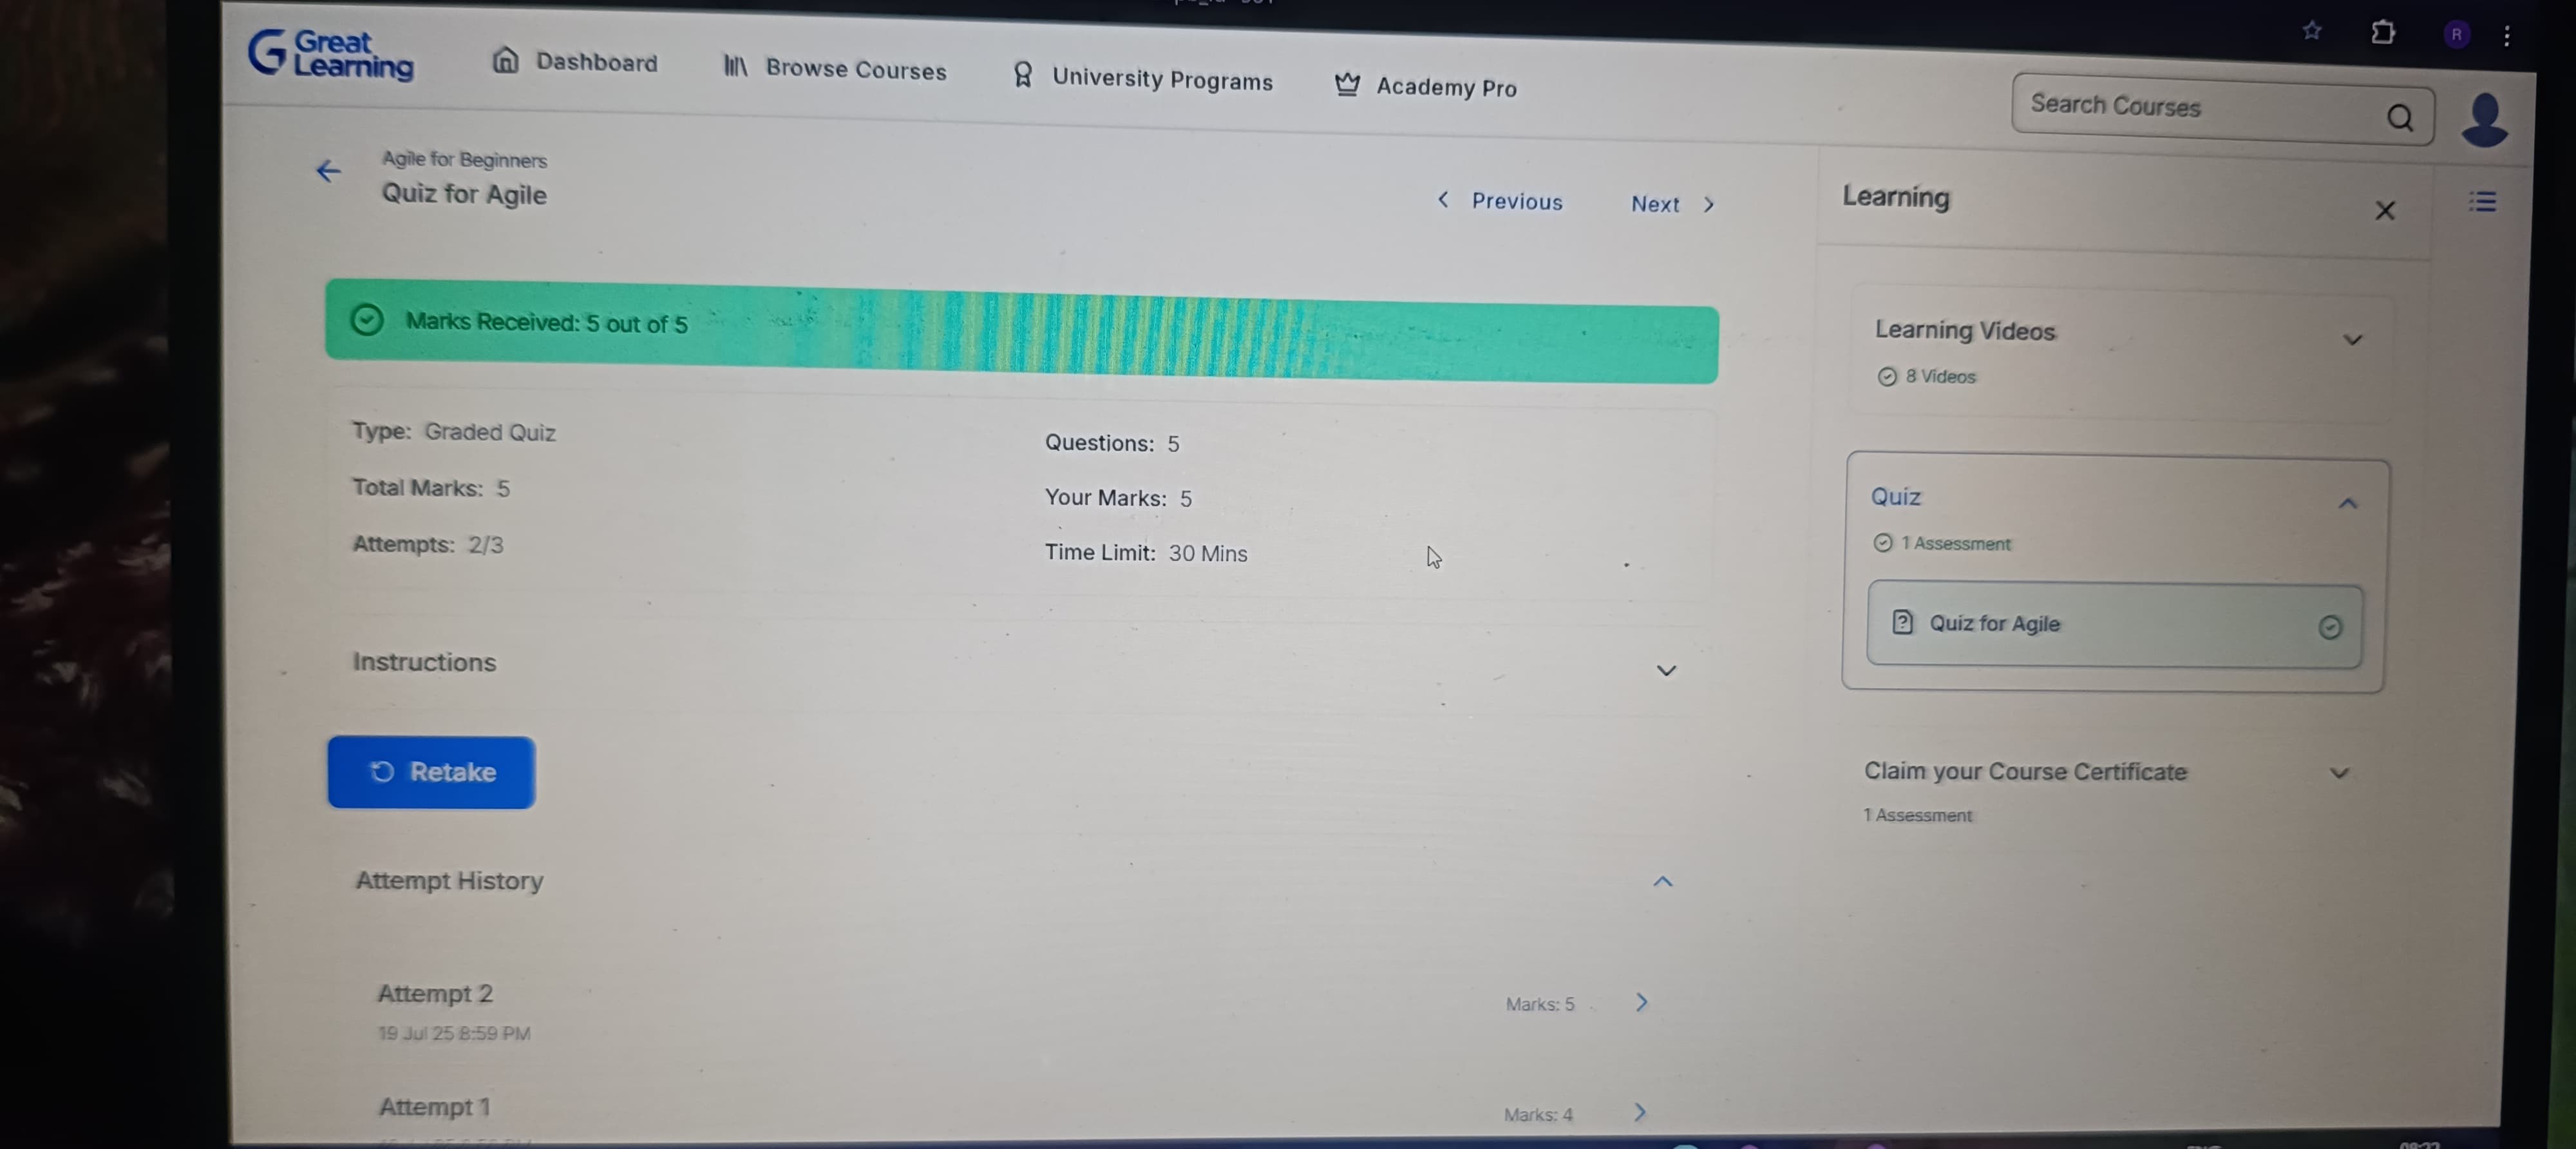 Great Learning
Dashboard
Browse Courses
University Programs
Academy Pro
Search Courses
R
Agile for Beginners
Quiz for Agile
Previous
Next
Learning
Marks Received: 5 out of 5
Learning Videos
8 Videos
Type: Graded Quiz
Questions: 5
Total Marks: 5
Your Marks: 5
Attempts: 2/3
Time Limit: 30 Mins
Quiz
1 Assessment
Quiz for Agile
Instructions
Retake
Claim your Course Certificate
1 Assessment
Attempt History
Attempt 2
Marks: 5
19 Jul 25 8:59 PM
Attempt 1
Marks: 4